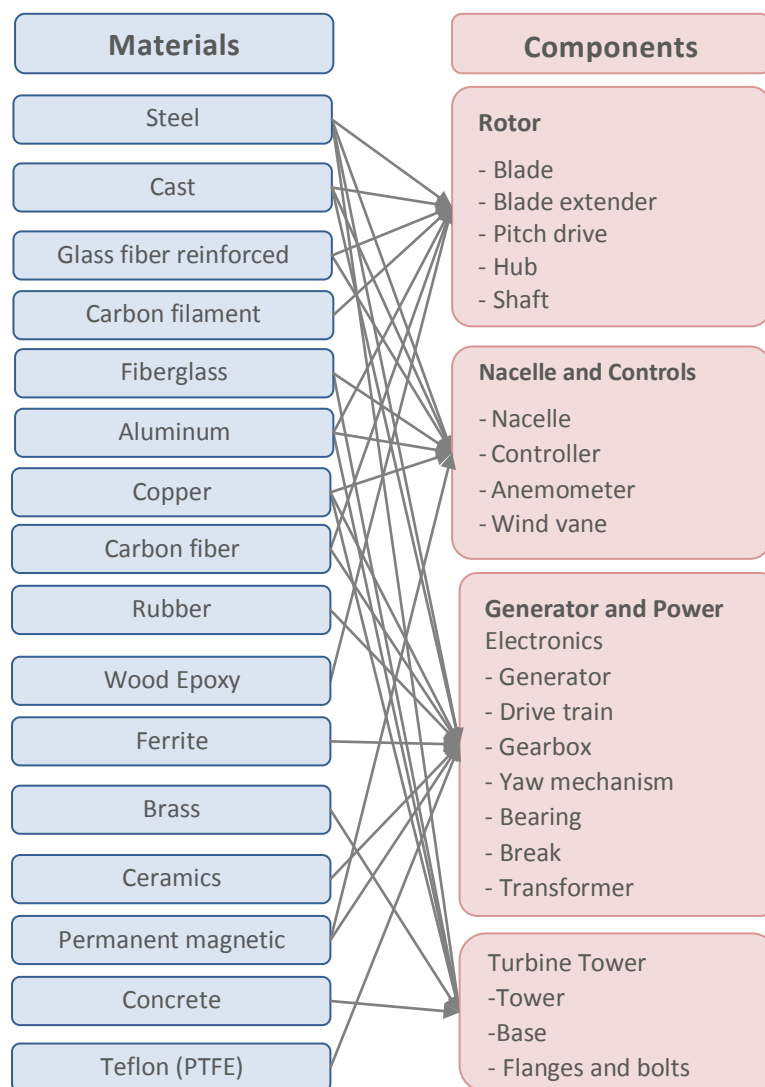 Materials
Steel
Cast
Glass fiber reinforced
Carbon filament
Fiberglass
Aluminum
Copper
Carbon fiber
Rubber
Wood Epoxy
Ferrite
Brass
Ceramics
Permanent magnetic
Concrete
Teflon (PTFE)
Components
Rotor
- Blade
- Blade extender
- Pitch drive
- Hub
- Shaft
Nacelle and Controls
- Nacelle
- Controller
- Anemometer
- Wind vane
Generator and Power
Electronics
- Generator
- Drive train
- Gearbox
- Yaw mechanism
- Bearing
- Break
- Transformer
Turbine Tower
-Tower
-Base
- Flanges and bolts